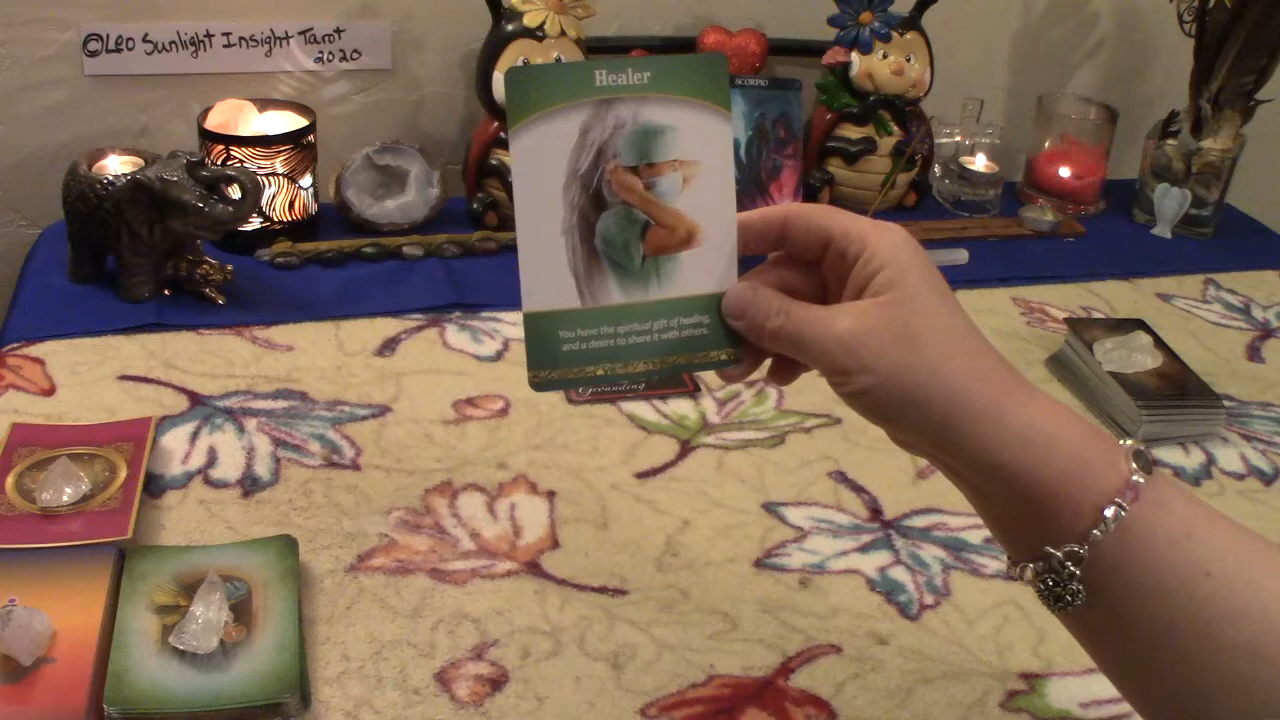 ©Leo Sunlight Insight Tarot
2020
Healer
SCORPIO
You have the spiritual gift of healing,
and a desire to share it with others.
Grounding